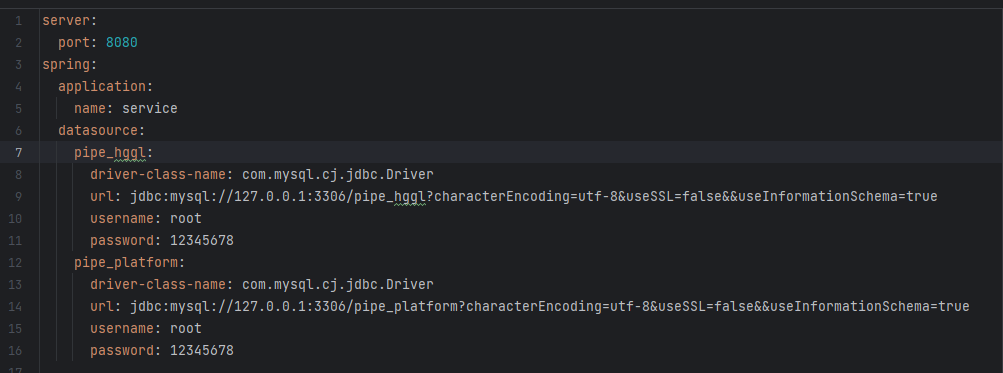 1 server:
2   port: 8080
3 spring:
4   application:
5     name: service
6   datasource:
7     pipe_hggl:
8       driver-class-name: com.mysql.cj.jdbc.Driver
9       url: jdbc:mysql://127.0.0.1:3306/pipe_hggl?characterEncoding=utf-8&useSSL=false&&useInformationSchema=true
10       username: root
11       password: 12345678
12     pipe_platform:
13       driver-class-name: com.mysql.cj.jdbc.Driver
14       url: jdbc:mysql://127.0.0.1:3306/pipe_platform?characterEncoding=utf-8&useSSL=false&&useInformationSchema=true
15       username: root
16       password: 12345678
17